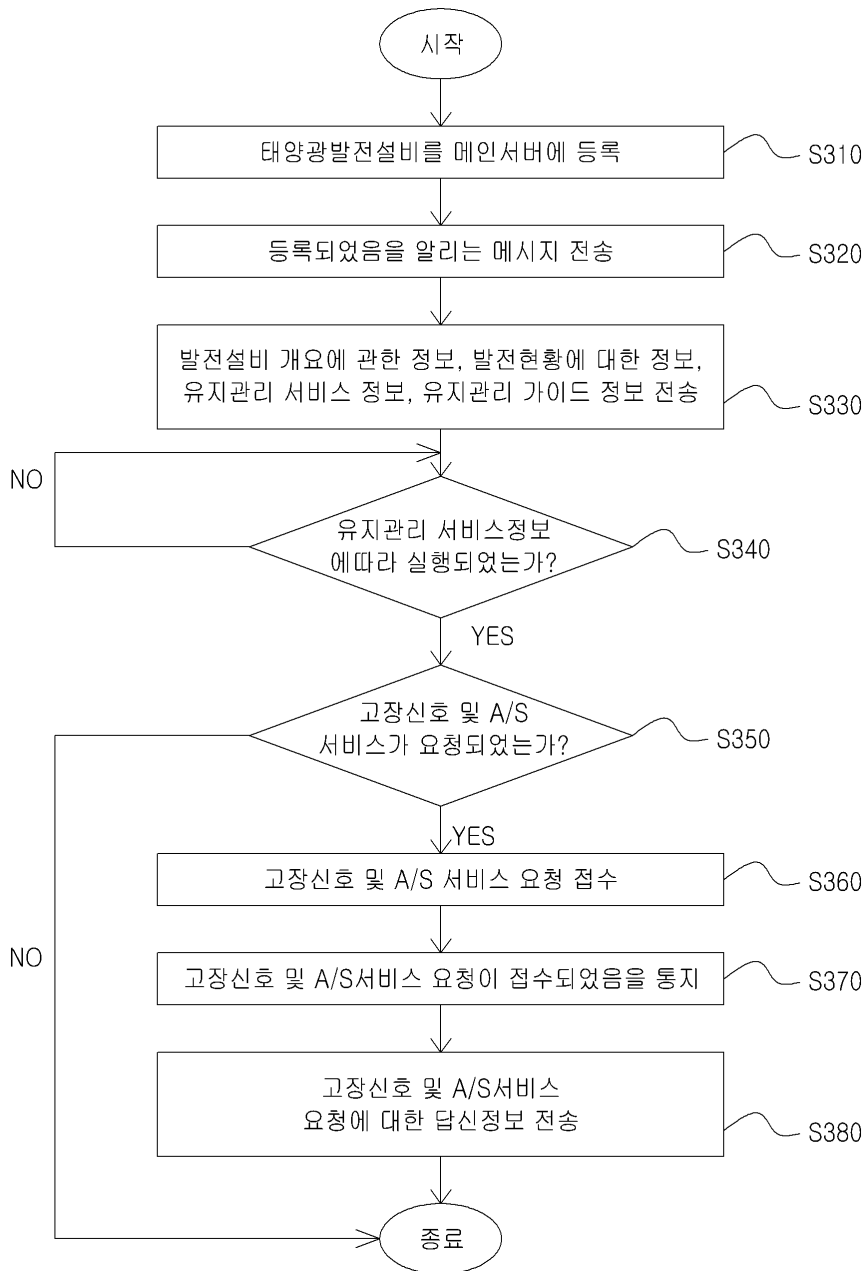 시작
태양광발전설비를 메인서버에 등록
S310
등록되었음을 알리는 메시지 전송
S320
발전설비 개요에 관한 정보, 발전현황에 대한 정보,
유지관리 서비스 정보, 유지관리 가이드 정보 전송
S330
NO
유지관리 서비스정보
에따라 실행되었는가?
S340
YES
고장신호 및 A/S
서비스가 요청되었는가?
S350
YES
고장신호 및 A/S 서비스 요청 접수
S360
NO
고장신호 및 A/S서비스 요청이 접수되었음을 통지
S370
고장신호 및 A/S서비스
요청에 대한 답신정보 전송
S380
종료